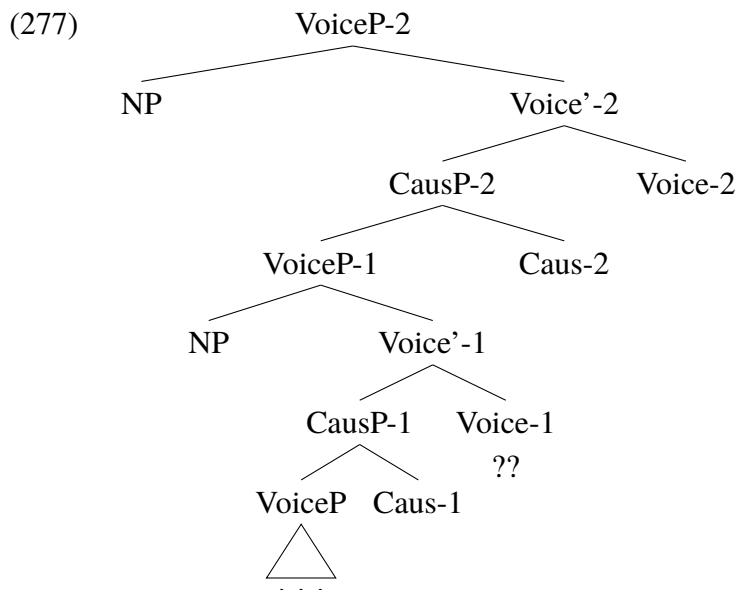 (277) VoiceP-2
NP Voice'-2
CausP-2 Voice-2
VoiceP-1 Caus-2
NP Voice'-1
CausP-1 Voice-1
??
VoiceP Caus-1
...